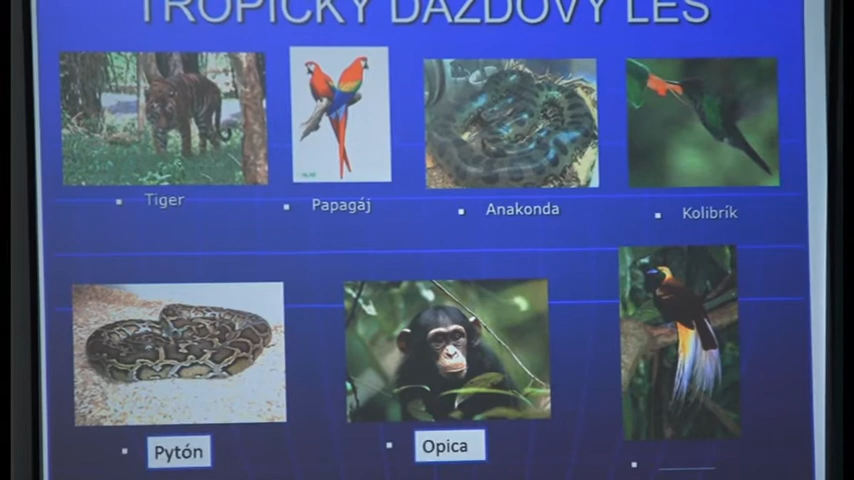 TROPICKÝ DAŽĎOVÝ LES
Tiger
Papagáj
Anakonda
Kolibrík
Pytón
Opica